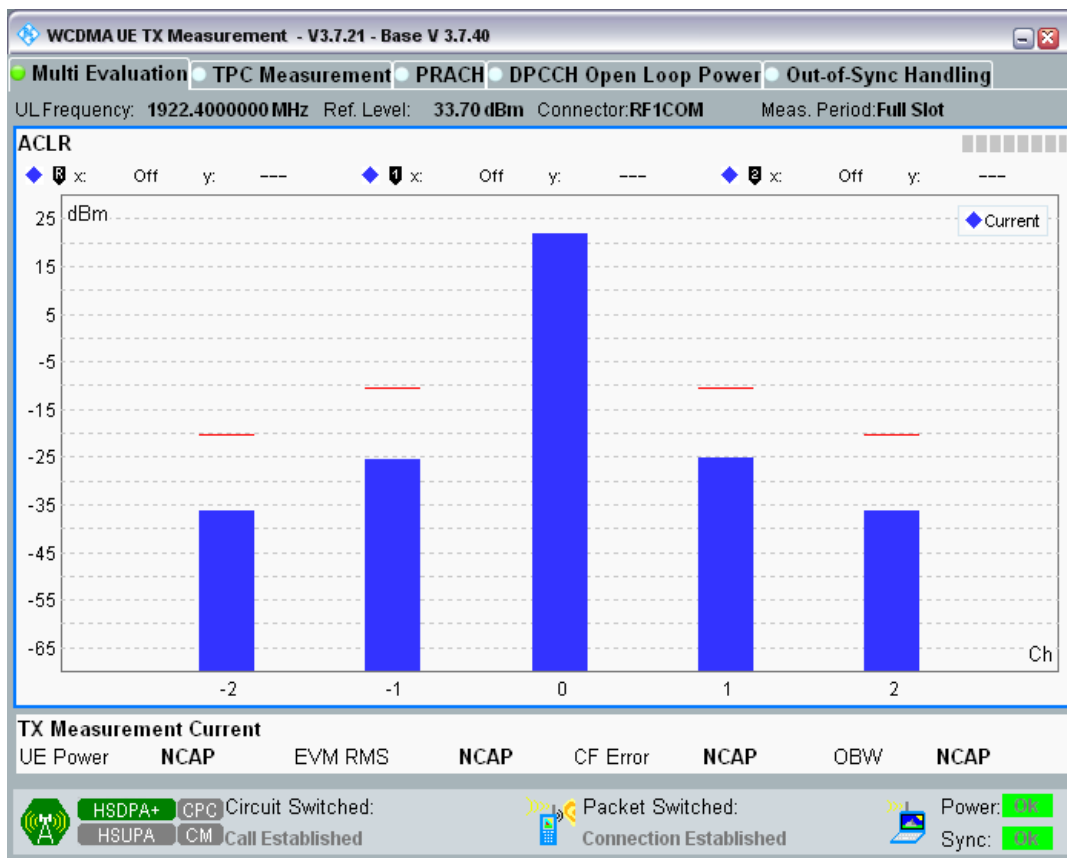 WCDMA UE TX Measurement - V3.7.21 - Base V 3.7.40
Multi Evaluation TPC Measurement PRACH DPCCH Open Loop Power Out-of-Sync Handling
UL Frequency: 1922.4000000 MHz Ref. Level: 33.70 dBm Connector:RF1COM Meas. Period:Full Slot
ACLR
R x: Off y: --- 1 x: Off y: --- 2 x: Off y: ---
dBm
Current
25
15
5
-5
-15
-25
-35
-45
-55
-65
Ch
-2 -1 0 1 2
TX Measurement Current
UE Power NCAP EVM RMS NCAP CF Error NCAP OBW NCAP
HSDPA+ CPC Circuit Switched: Packet Switched: Power: Ok
HSUPA CM Call Established Connection Established Sync: Ok